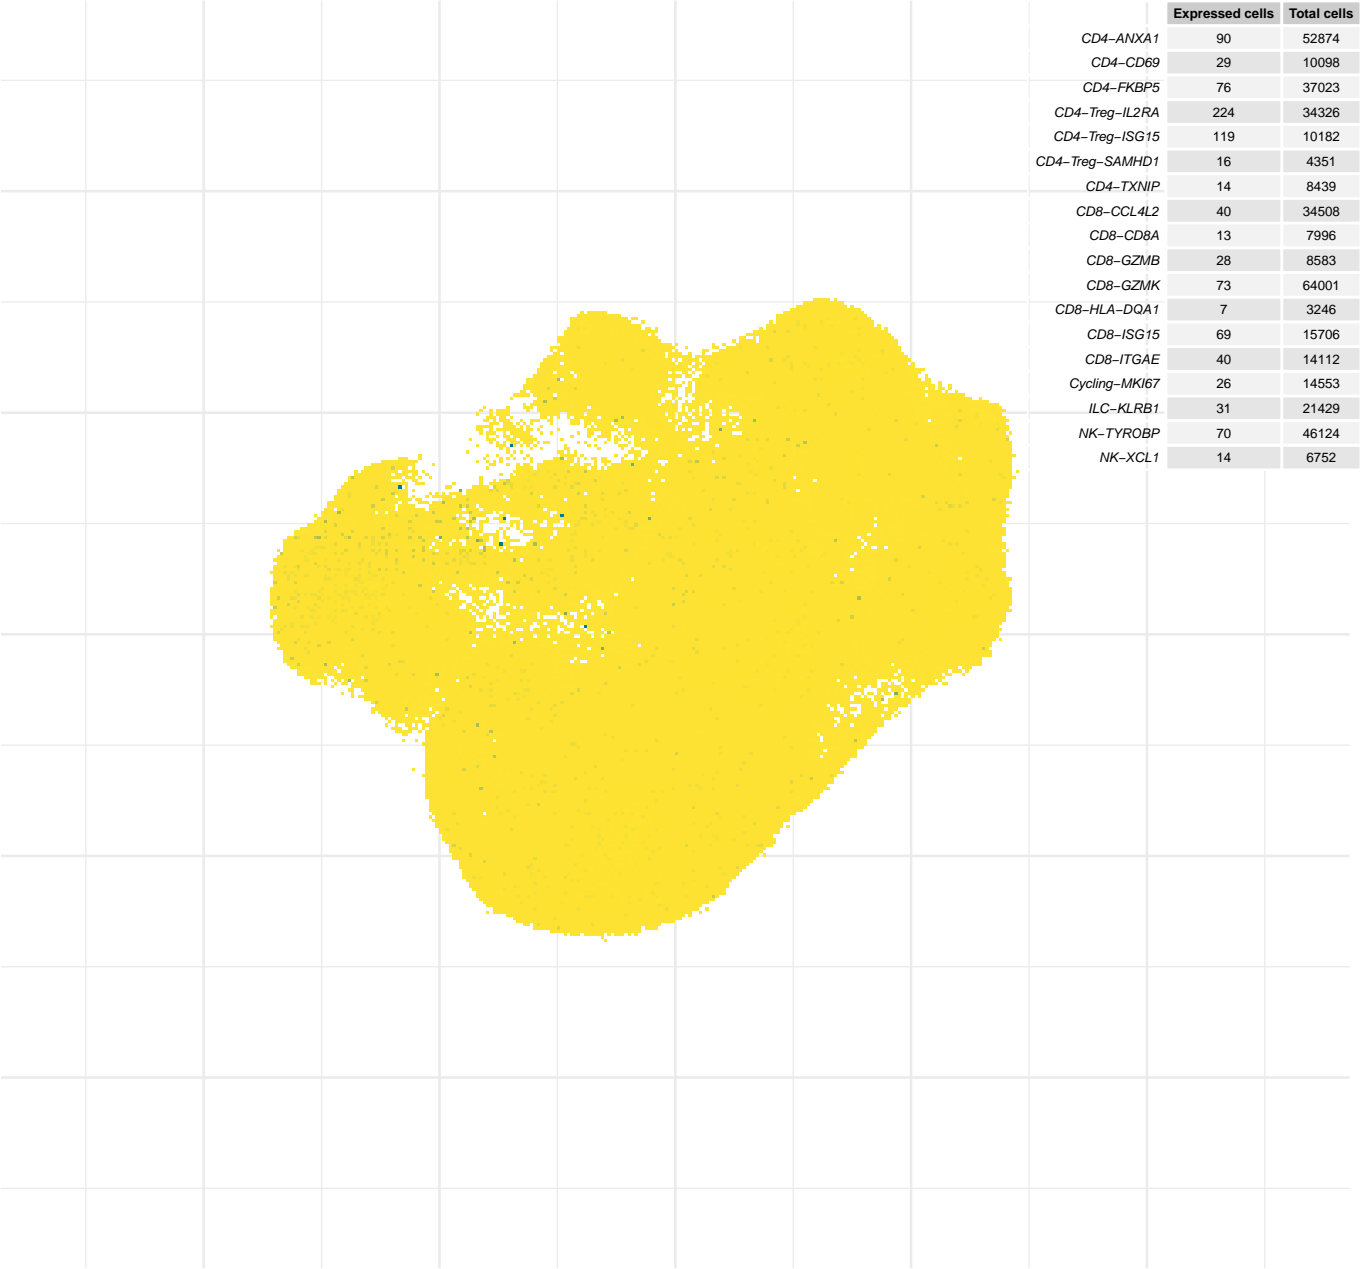 Expressed cells Total cells
CD4−ANXA1 90 52874
CD4−CD69 29 10098
CD4−FKBP5 76 37023
CD4−Treg−IL2RA 224 34326
CD4−Treg−ISG15 119 10182
CD4−Treg−SAMHD1 16 4351
CD4−TXNIP 14 8439
CD8−CCL4L2 40 34508
CD8−CD8A 13 7996
CD8−GZMB 28 8583
CD8−GZMK 73 64001
CD8−HLA−DQA1 7 3246
CD8−ISG15 69 15706
CD8−ITGAE 40 14112
Cycling−MKI67 26 14553
ILC−KLRB1 31 21429
NK−TYROBP 70 46124
NK−XCL1 14 6752